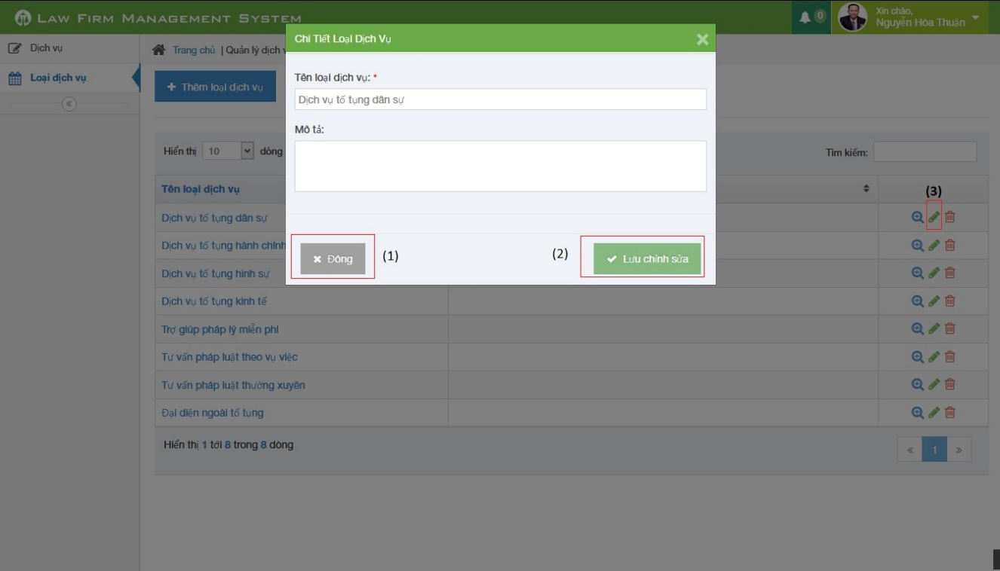 LAW FIRM MANAGEMENT SYSTEM
0
Xin chào,
Nguyễn Hòa Thuận
Dịch vụ
Loại dịch vụ
Trang chủ | Quản lý dịch v
+ Thêm loại dịch vụ
Chi Tiết Loại Dịch Vụ
Tên loại dịch vụ: *
Dịch vụ tố tụng dân sự
Mô tả:
Đóng
(1)
(2)
Lưu chỉnh sửa
Hiển thị 10 dòng
Tìm kiếm:
Tên loại dịch vụ
(3)
Dịch vụ tố tụng dân sự
Dịch vụ tố tụng hành chính
Dịch vụ tố tụng hình sự
Dịch vụ tố tụng kinh tế
Trợ giúp pháp lý miễn phí
Tư vấn pháp luật theo vụ việc
Tư vấn pháp luật thường xuyên
Đại diện ngoài tố tụng
Hiển thị 1 tới 8 trong 8 dòng
« 1 »